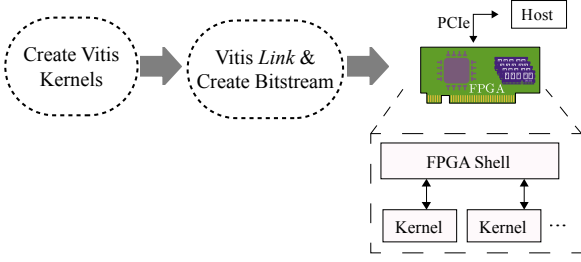 Create Vitis
Kernels
Vitis Link &
Create Bitstream
PCIe
Host
FPGA
FPGA Shell
Kernel
Kernel
...